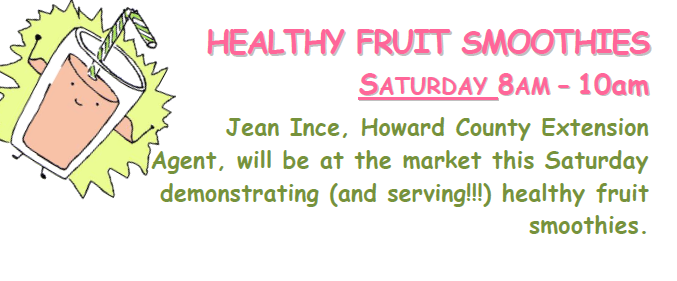 HEALTHY FRUIT SMOOTHIES
SATURDAY 8AM – 10am
Jean Ince, Howard County Extension
Agent, will be at the market this Saturday
demonstrating (and serving!!!) healthy fruit
smoothies.